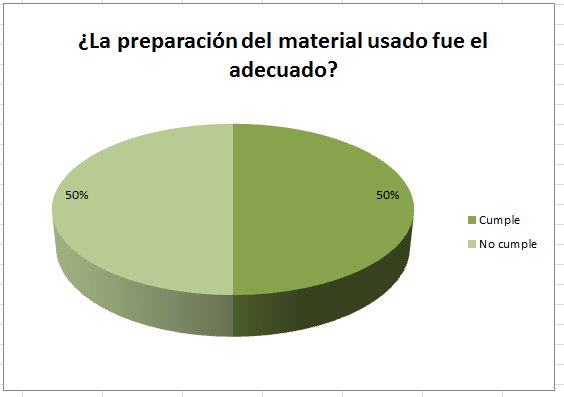 ¿La preparación del material usado fue el
adecuado?
50%
50%
Cumple
No cumple